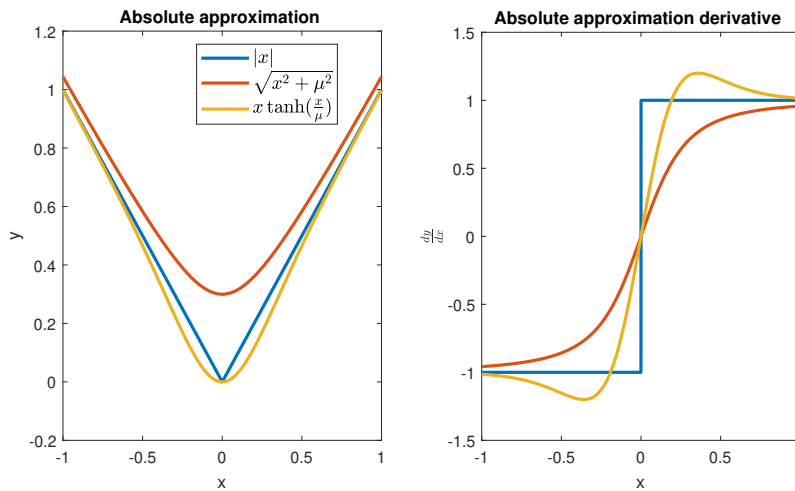 Absolute approximation
1.2
1
0.8
0.6
0.4
0.2
0
-0.2
y
|x|
√(x² + μ²)
x tanh(x/μ)
-1
-0.5
0
0.5
1
x
Absolute approximation derivative
1.5
1
0.5
0
-0.5
-1
-1.5
dy/dx
-1
-0.5
0
0.5
x